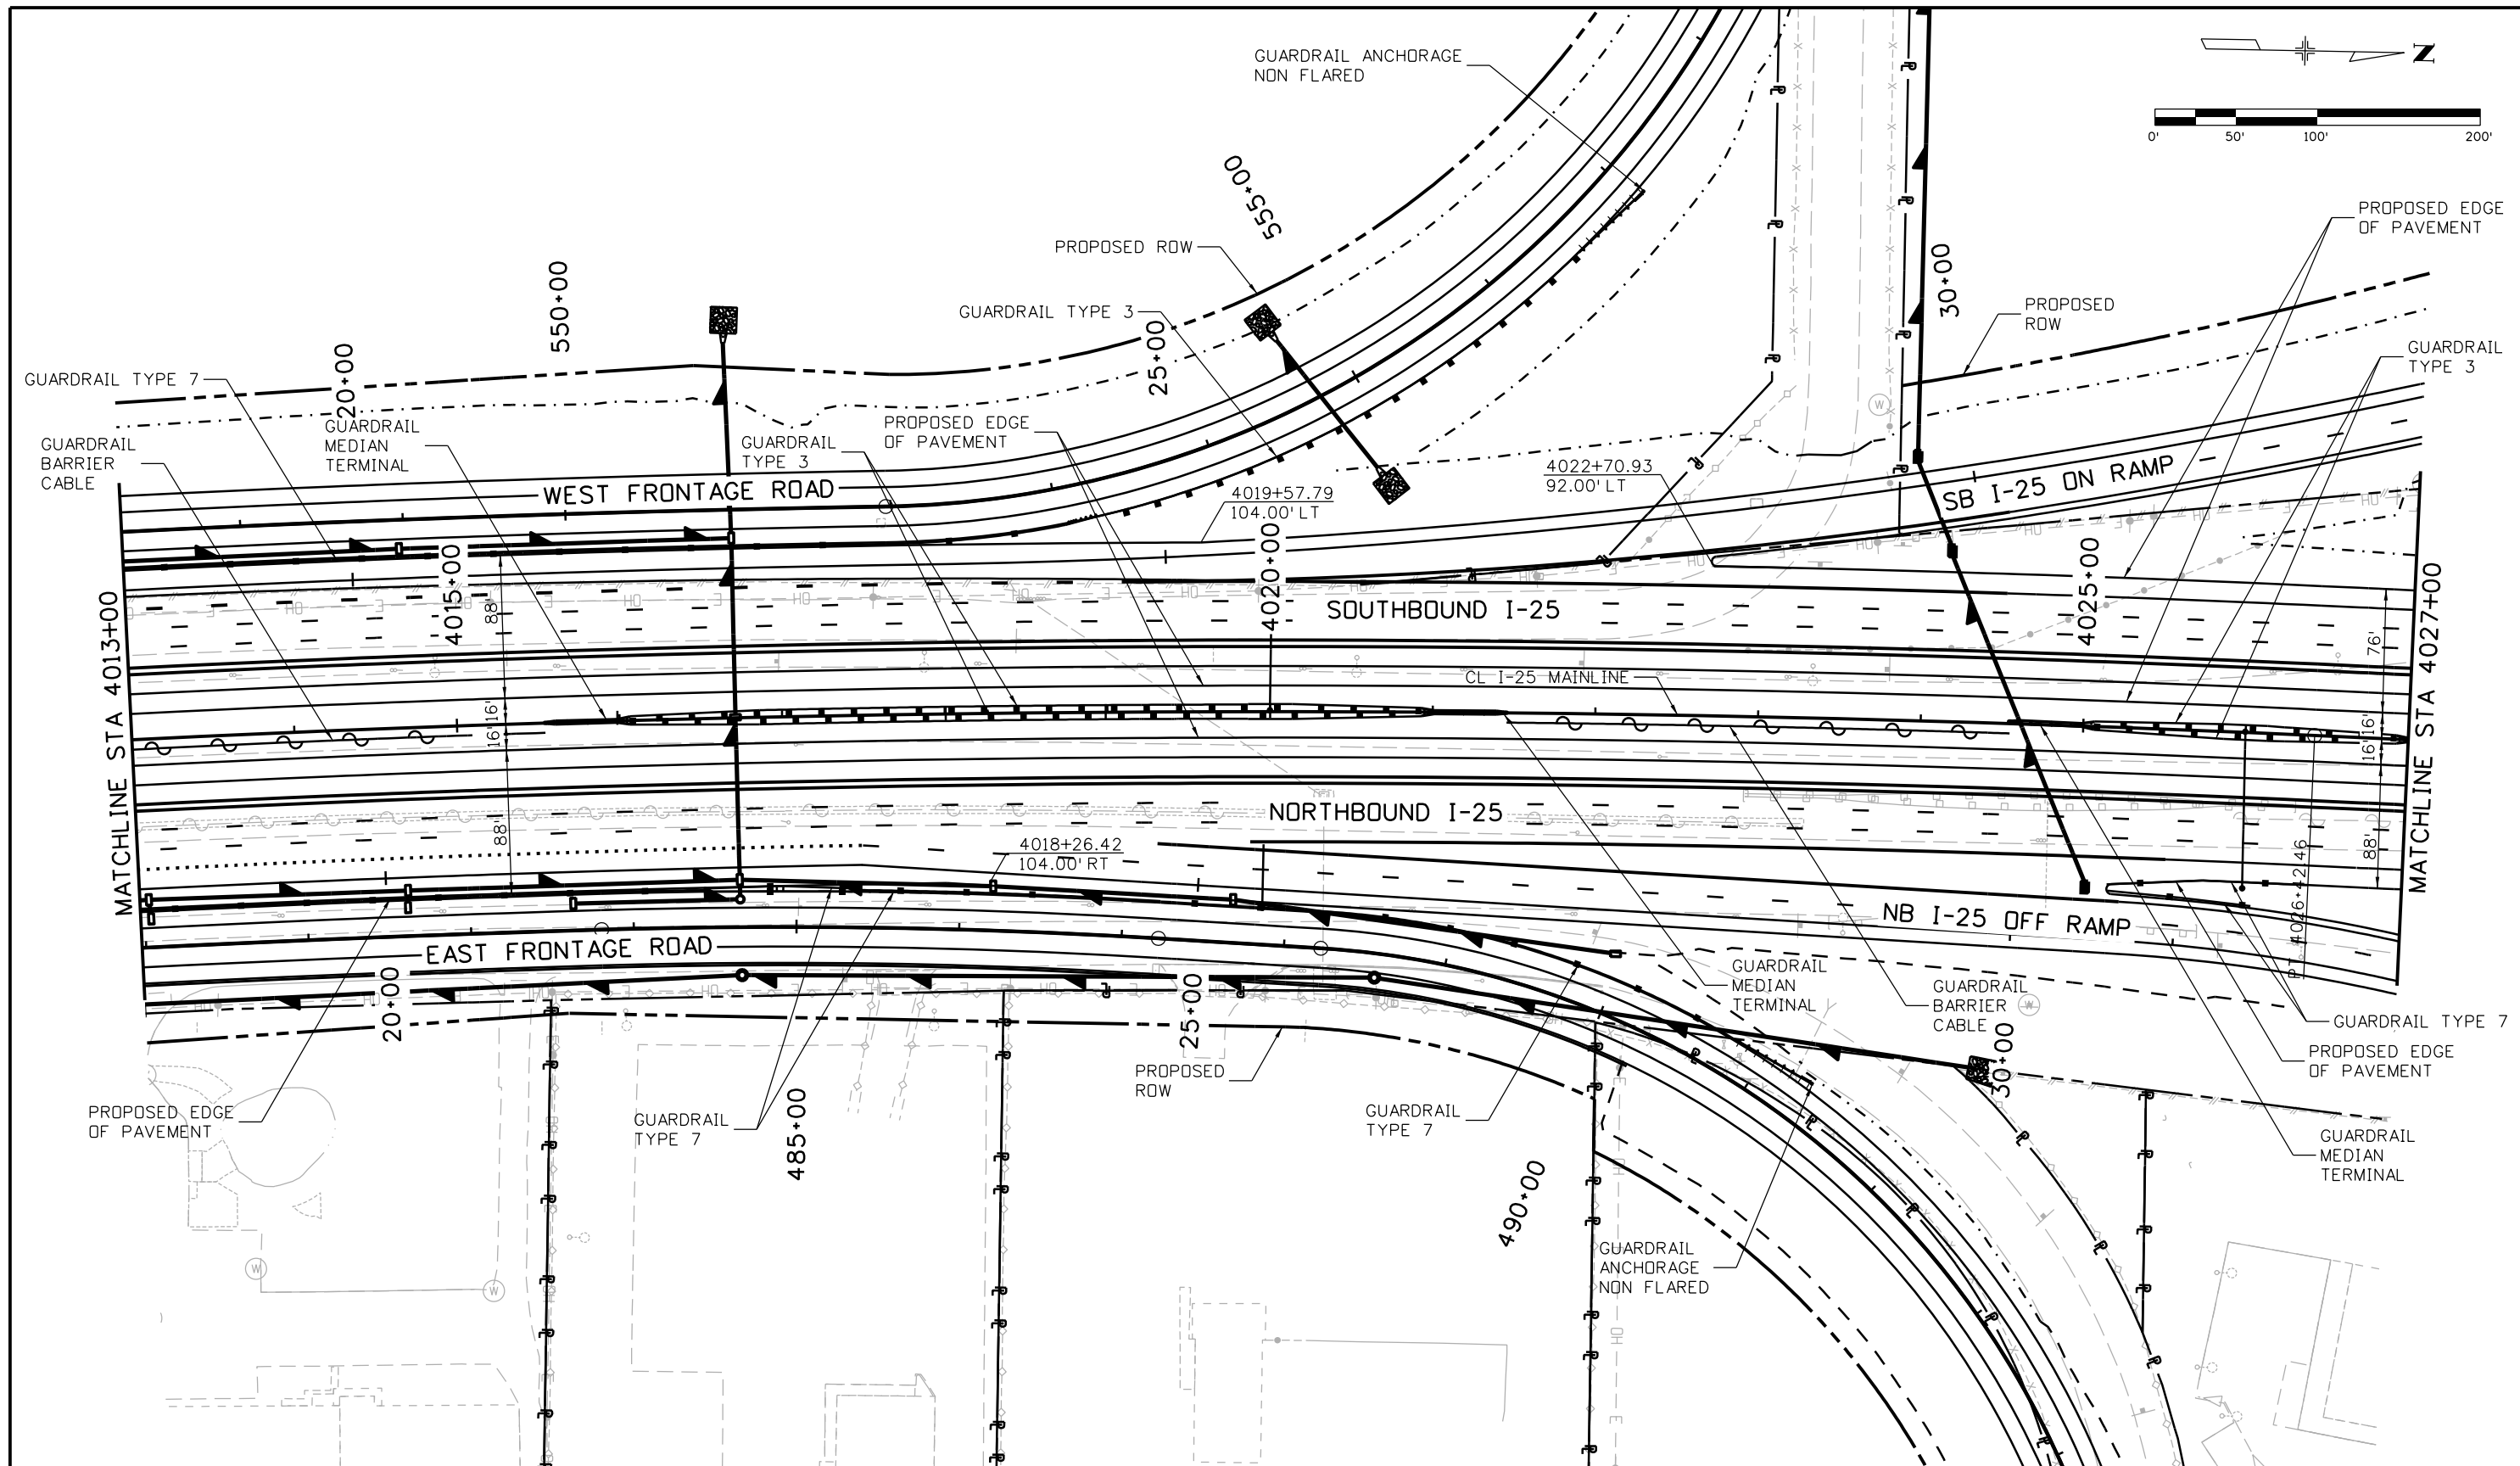 GUARDRAIL ANCHORAGE
NON FLARED
N
0'
50'
100'
200'
PROPOSED EDGE
OF PAVEMENT
555+00
PROPOSED ROW
GUARDRAIL TYPE 3
550+00
20+00
25+00
30+00
PROPOSED
ROW
GUARDRAIL
TYPE 3
GUARDRAIL TYPE 7
GUARDRAIL
BARRIER
CABLE
GUARDRAIL
MEDIAN
TERMINAL
GUARDRAIL
TYPE 3
PROPOSED EDGE
OF PAVEMENT
W
WEST FRONTAGE ROAD
4019+57.79
104.00' LT
4022+70.93
92.00' LT
SB I-25 ON RAMP
MATCHLINE STA 4013+00
4015+00
88'
4020+00
SOUTHBOUND I-25
4025+00
76'
MATCHLINE STA 4027+00
CL I-25 MAINLINE
16'
16'
16'
16'
88'
NORTHBOUND I-25
4018+26.42
104.00' RT
88'
PT 4026+42.46
NB I-25 OFF RAMP
EAST FRONTAGE ROAD
20+00
25+00
30+00
GUARDRAIL
MEDIAN
TERMINAL
GUARDRAIL
BARRIER
CABLE
W
GUARDRAIL TYPE 7
PROPOSED EDGE
OF PAVEMENT
PROPOSED
ROW
PROPOSED EDGE
OF PAVEMENT
GUARDRAIL
TYPE 7
485+00
GUARDRAIL
TYPE 7
490+00
GUARDRAIL
MEDIAN
TERMINAL
GUARDRAIL
ANCHORAGE
NON FLARED
W
W